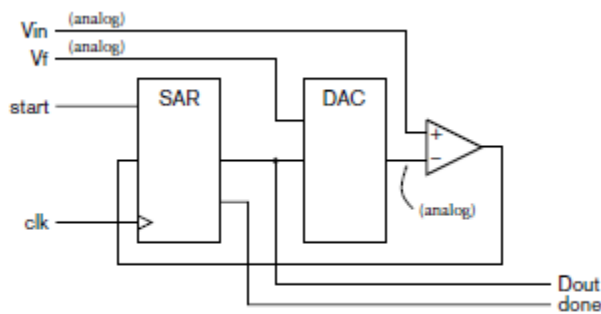 Vin (analog)
Vf (analog)
SAR
DAC
start
+
−
(analog)
clk
Dout
done